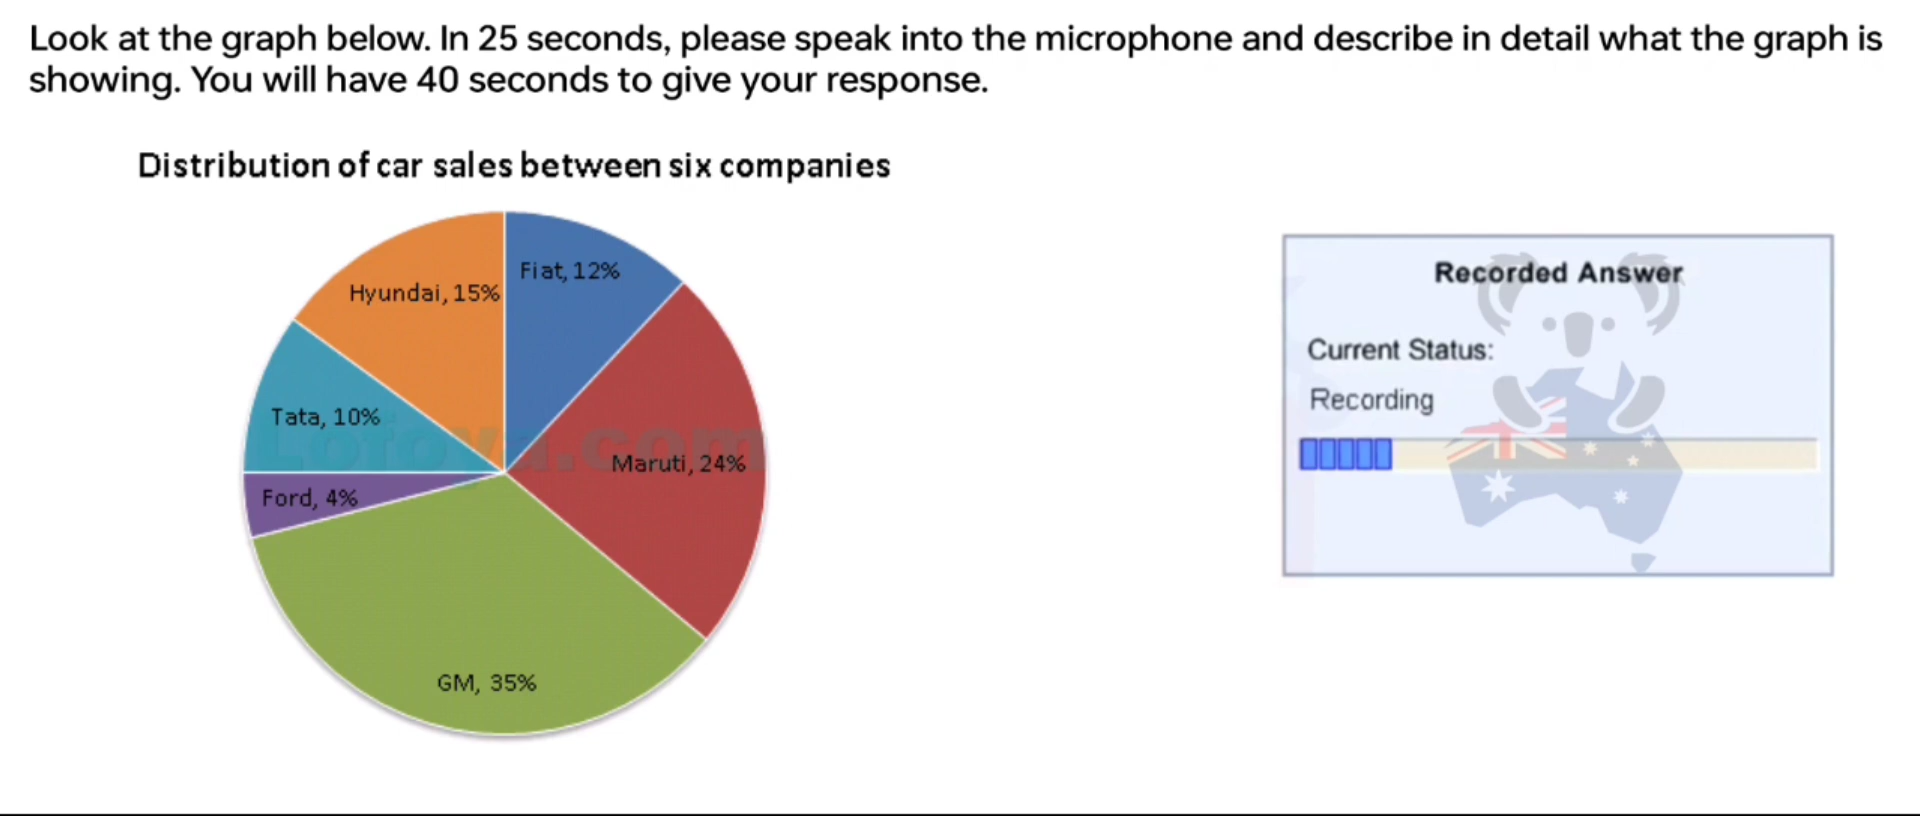 Look at the graph below. In 25 seconds, please speak into the microphone and describe in detail what the graph is
showing. You will have 40 seconds to give your response.
Distribution of car sales between six companies
Fiat, 12%
Hyundai, 15%
Tata, 10%
Maruti, 24%
Ford, 4%
GM, 35%
Recorded Answer
Current Status:
Recording